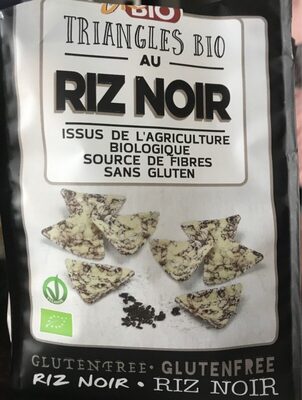 BIO
TRIANGLES BIO
AU
RIZ NOIR
ISSUS DE L'AGRICULTURE
BIOLOGIQUE
SOURCE DE FIBRES
SANS GLUTEN
GLUTENFREE • GLUTENFREE
RIZ NOIR • RIZ NOIR